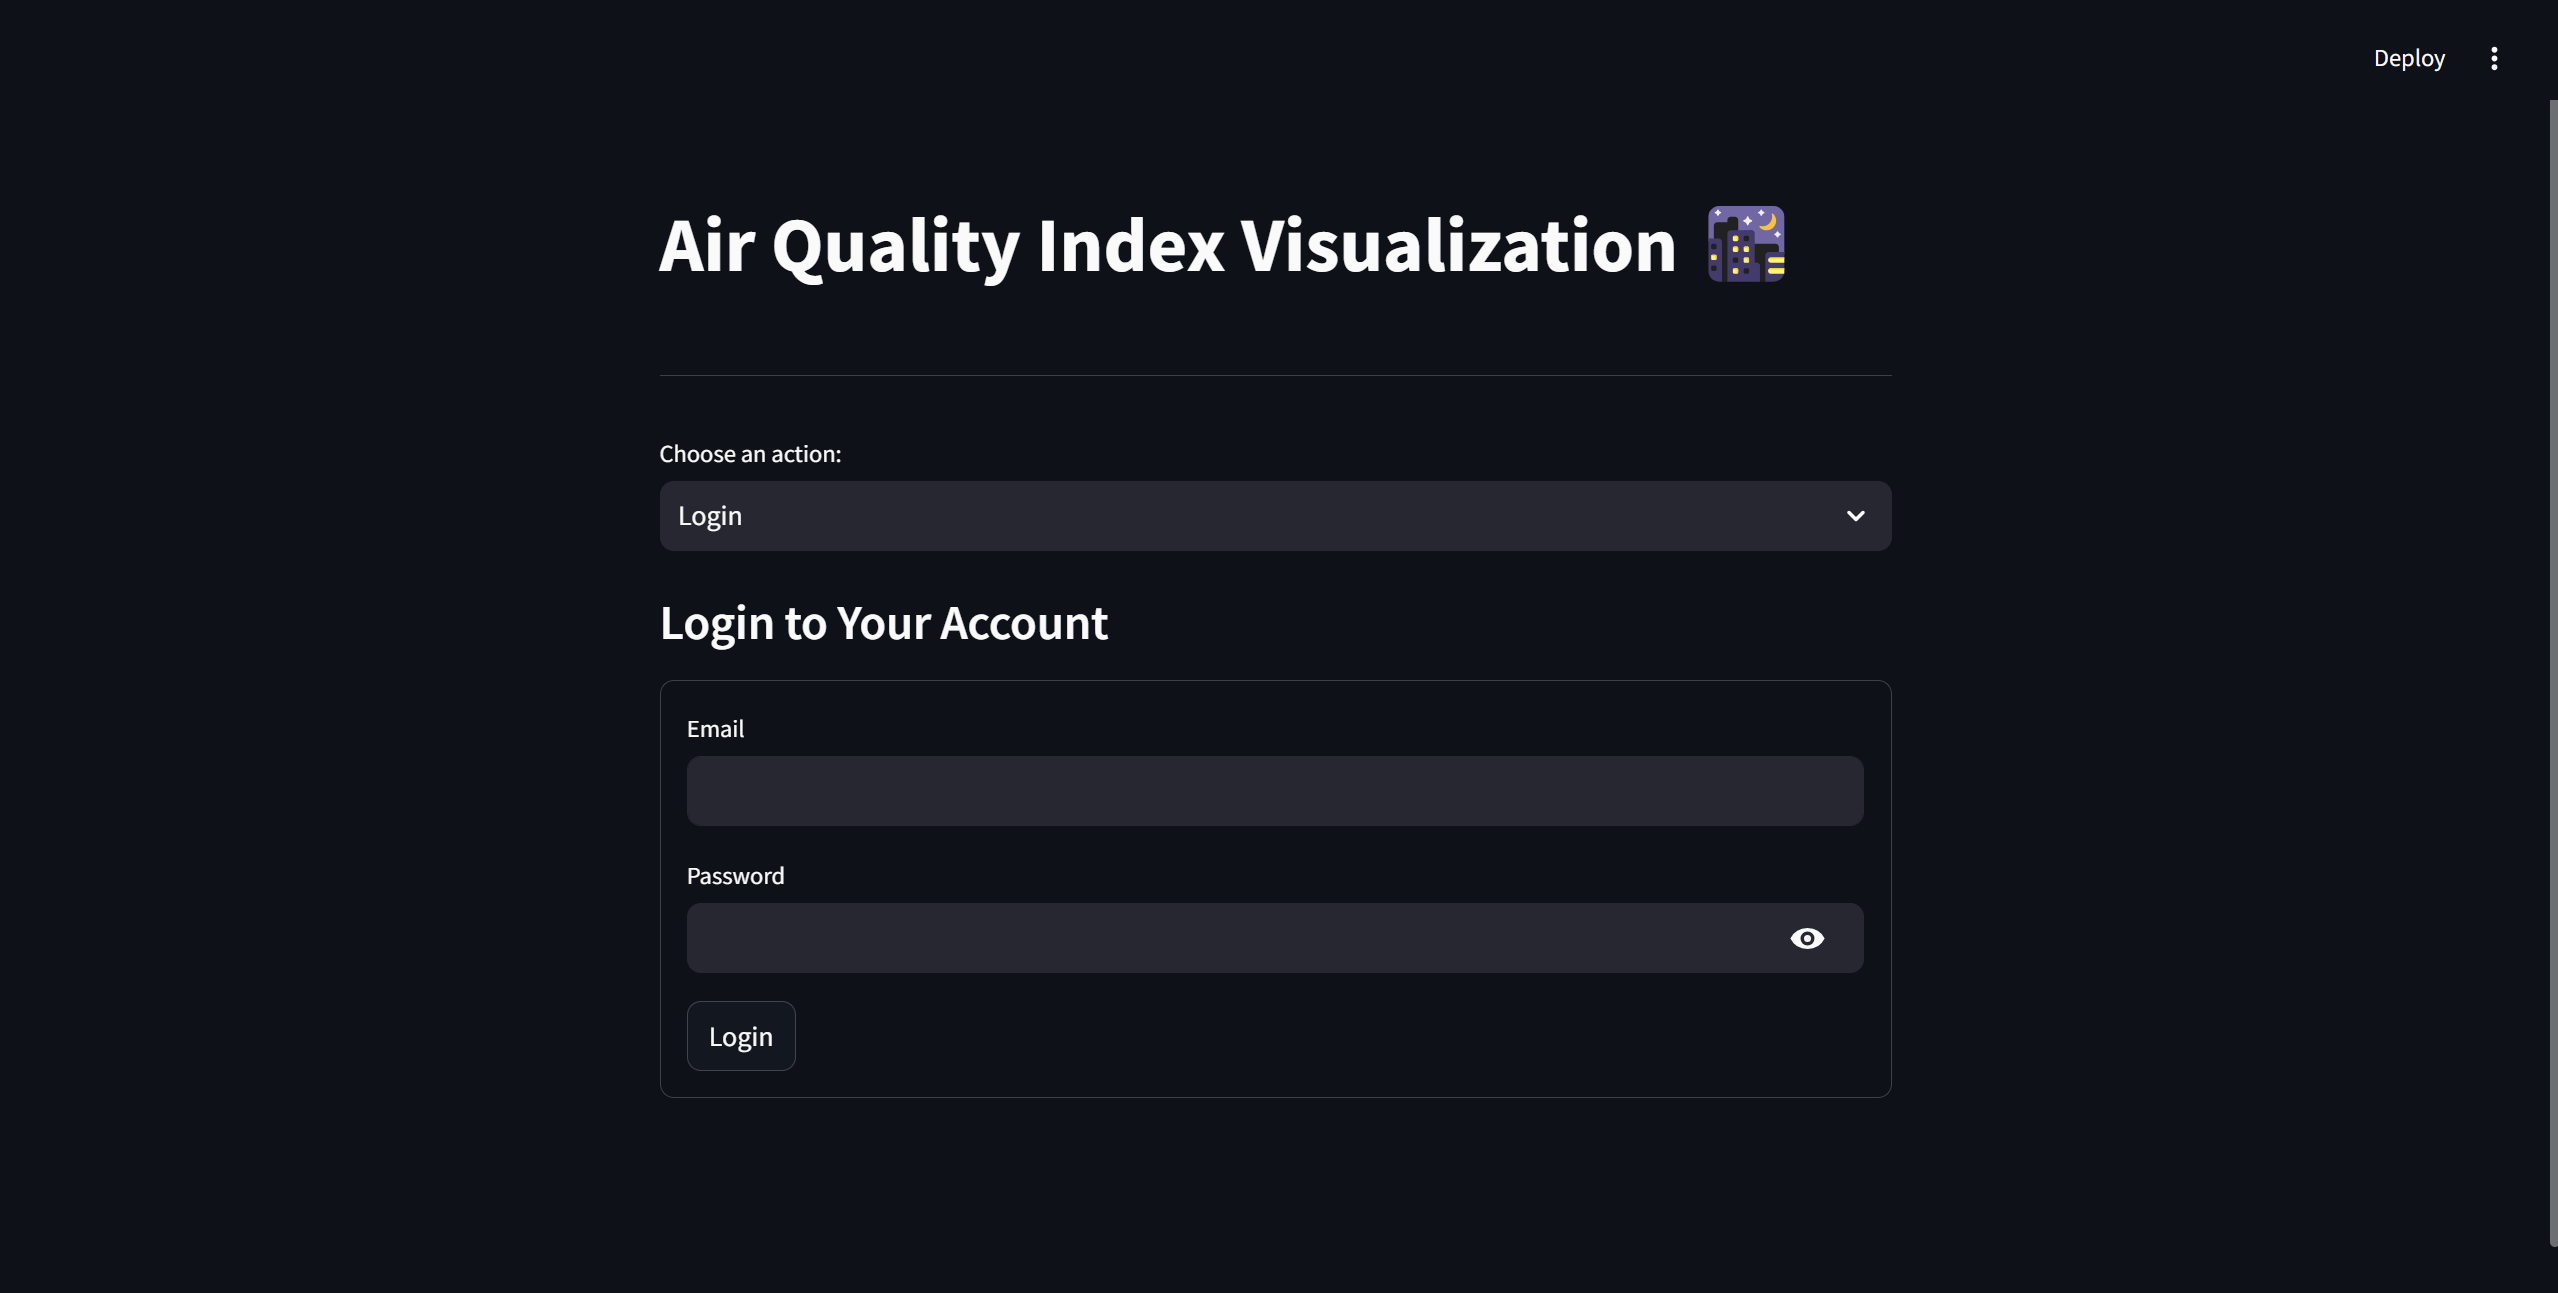 Deploy
Air Quality Index Visualization
Choose an action:
Login
Login to Your Account
Email
Password
Login